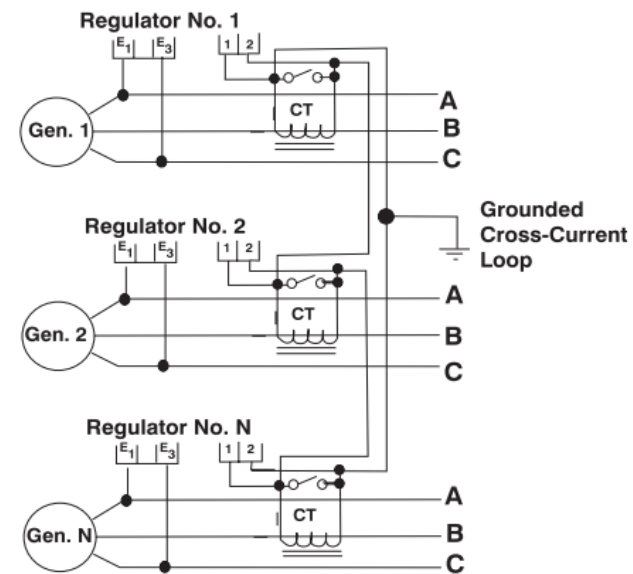 Regulator No. 1
E1 E3
1 2
CT
Gen. 1
A
B
C
Grounded
Cross-Current
Loop
Regulator No. 2
E1 E3
1 2
CT
Gen. 2
A
B
C
Regulator No. N
E1 E3
1 2
CT
Gen. N
A
B
C